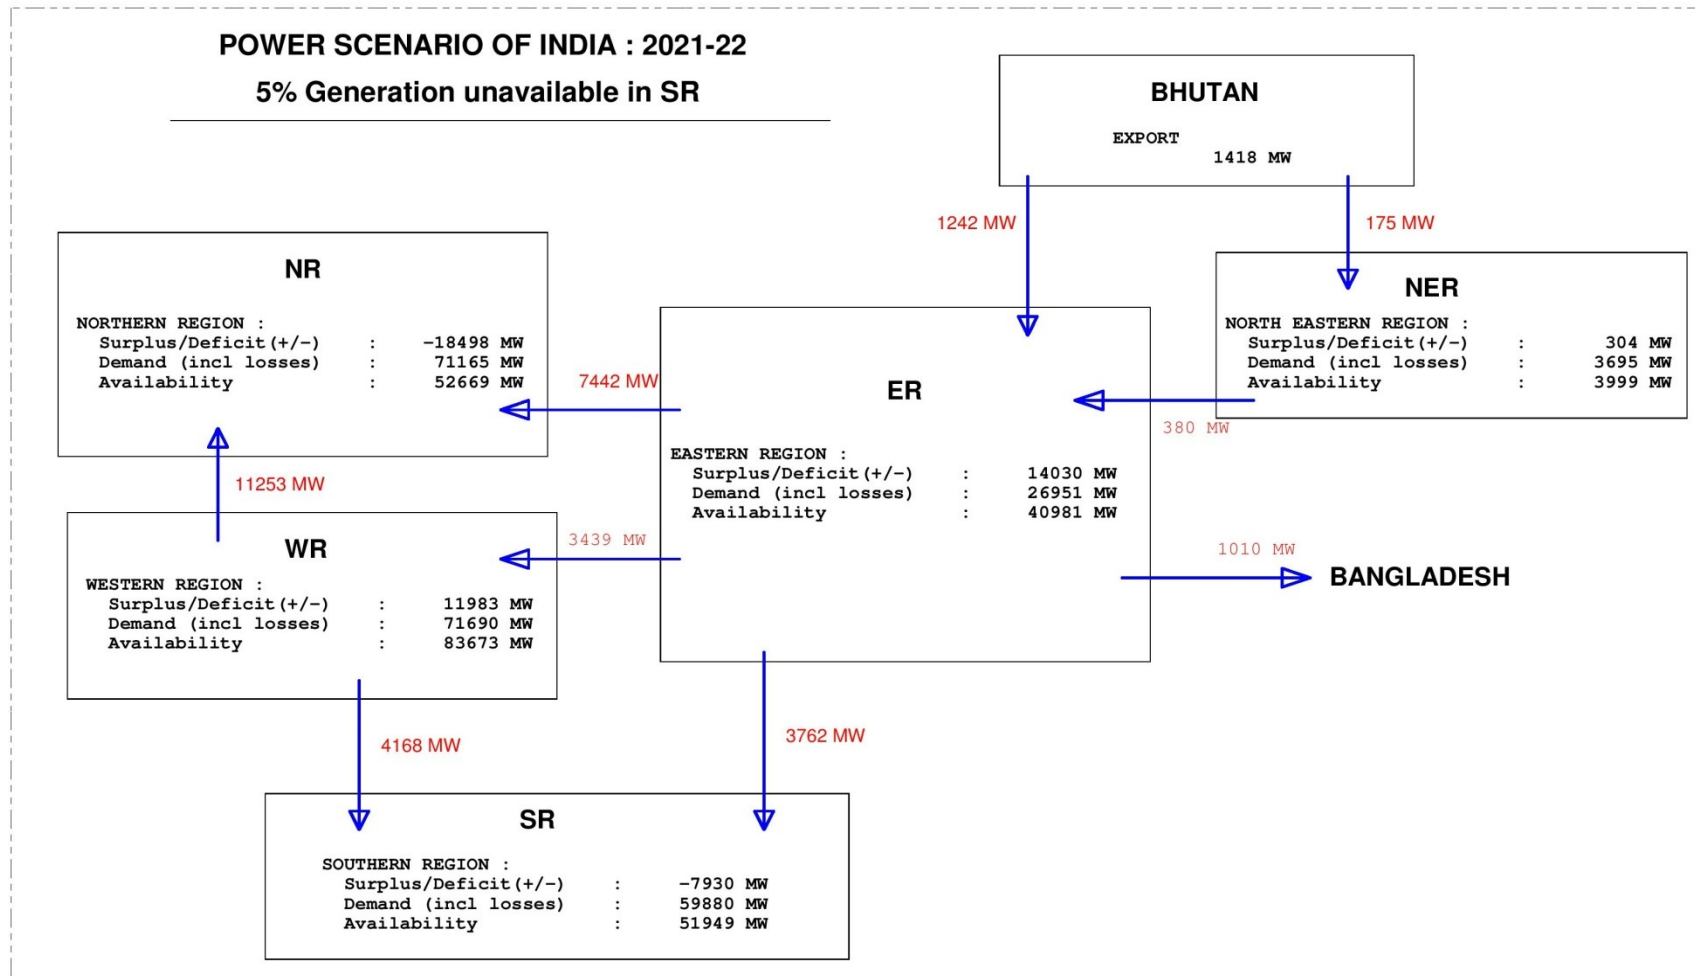 POWER SCENARIO OF INDIA : 2021-22
5% Generation unavailable in SR
BHUTAN
EXPORT
1418 MW
1242 MW
175 MW
NR
NORTHERN REGION :
Surplus/Deficit(+/-) : -18498 MW
Demand (incl losses) : 71165 MW
Availability : 52669 MW
NER
NORTH EASTERN REGION :
Surplus/Deficit(+/-) : 304 MW
Demand (incl losses) : 3695 MW
Availability : 3999 MW
7442 MW
ER
EASTERN REGION :
Surplus/Deficit(+/-) : 14030 MW
Demand (incl losses) : 26951 MW
Availability : 40981 MW
380 MW
11253 MW
3439 MW
1010 MW
BANGLADESH
WR
WESTERN REGION :
Surplus/Deficit(+/-) : 11983 MW
Demand (incl losses) : 71690 MW
Availability : 83673 MW
4168 MW
3762 MW
SR
SOUTHERN REGION :
Surplus/Deficit(+/-) : -7930 MW
Demand (incl losses) : 59880 MW
Availability : 51949 MW